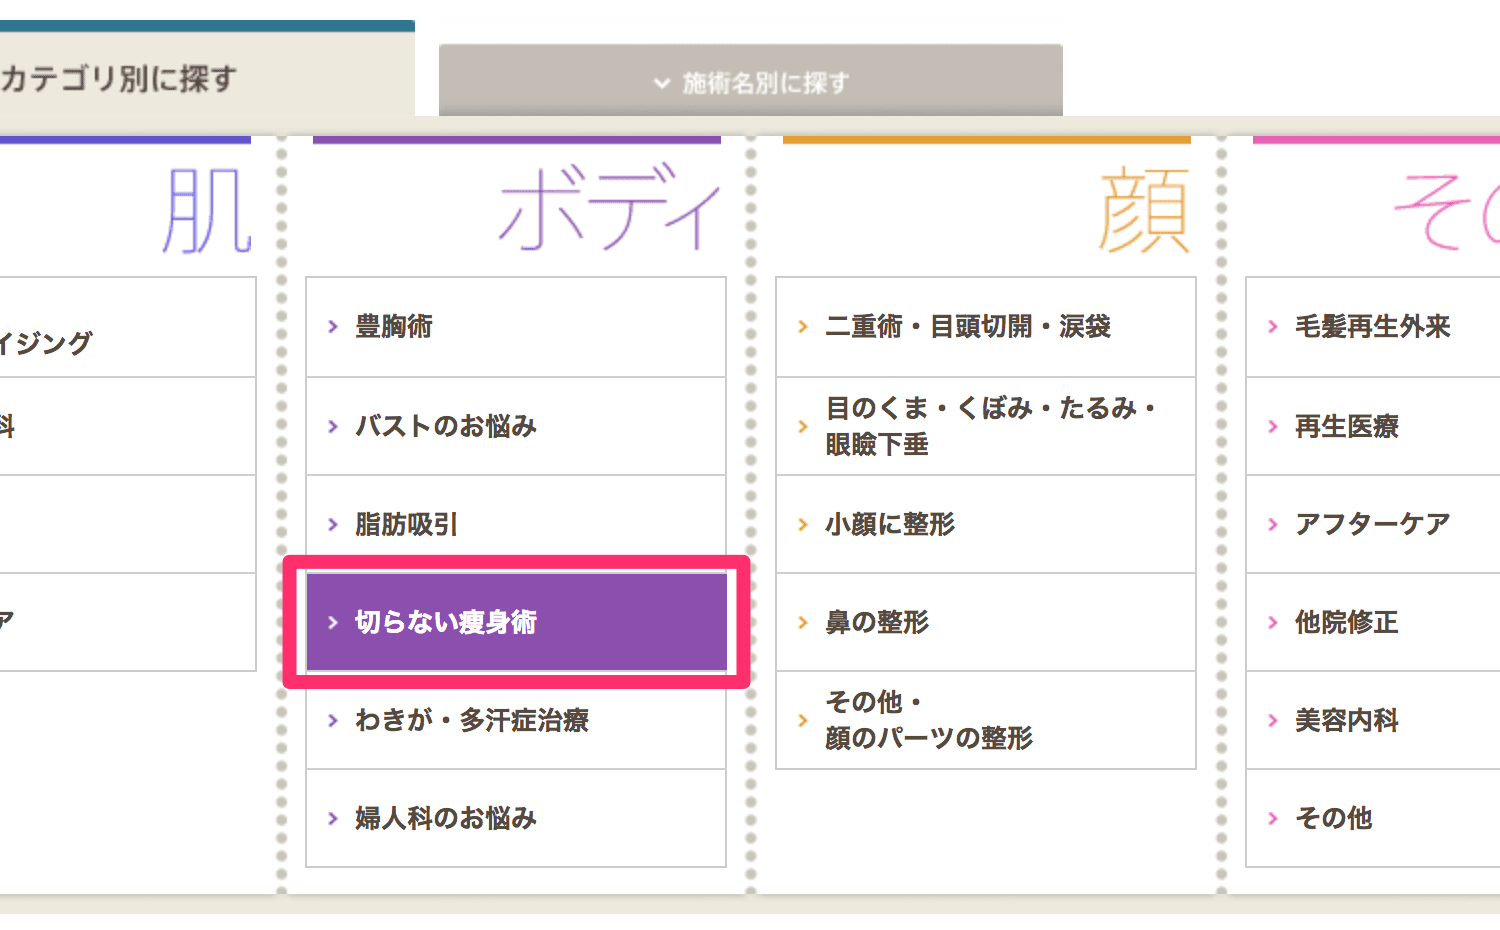 カテゴリ別に探す
施術名別に探す
肌
イジング
科
ア
ボディ
豊胸術
バストのお悩み
脂肪吸引
切らない痩身術
わきが・多汗症治療
婦人科のお悩み
顔
二重術・目頭切開・涙袋
目のくま・くぼみ・たるみ・
眼瞼下垂
小顔に整形
鼻の整形
その他・
顔のパーツの整形
その
毛髪再生外来
再生医療
アフターケア
他院修正
美容内科
その他